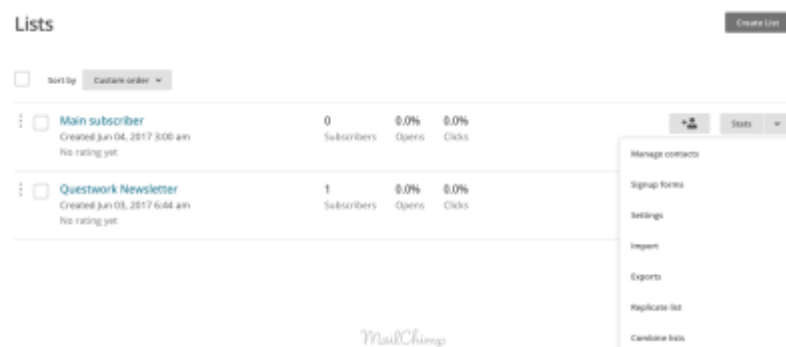 Lists
Create List
Sort by Custom order
Main subscriber 0 0.0% 0.0% Stats
Created Jun 04, 2017 3:00 am Subscribers Opens Clicks
No rating yet
Manage contacts
Signup forms
Questwork Newsletter 1 0.0% 0.0%
Created Jun 03, 2017 6:44 am Subscribers Opens Clicks
No rating yet
Settings
Import
Exports
Replicate list
Combine lists
MailChimp